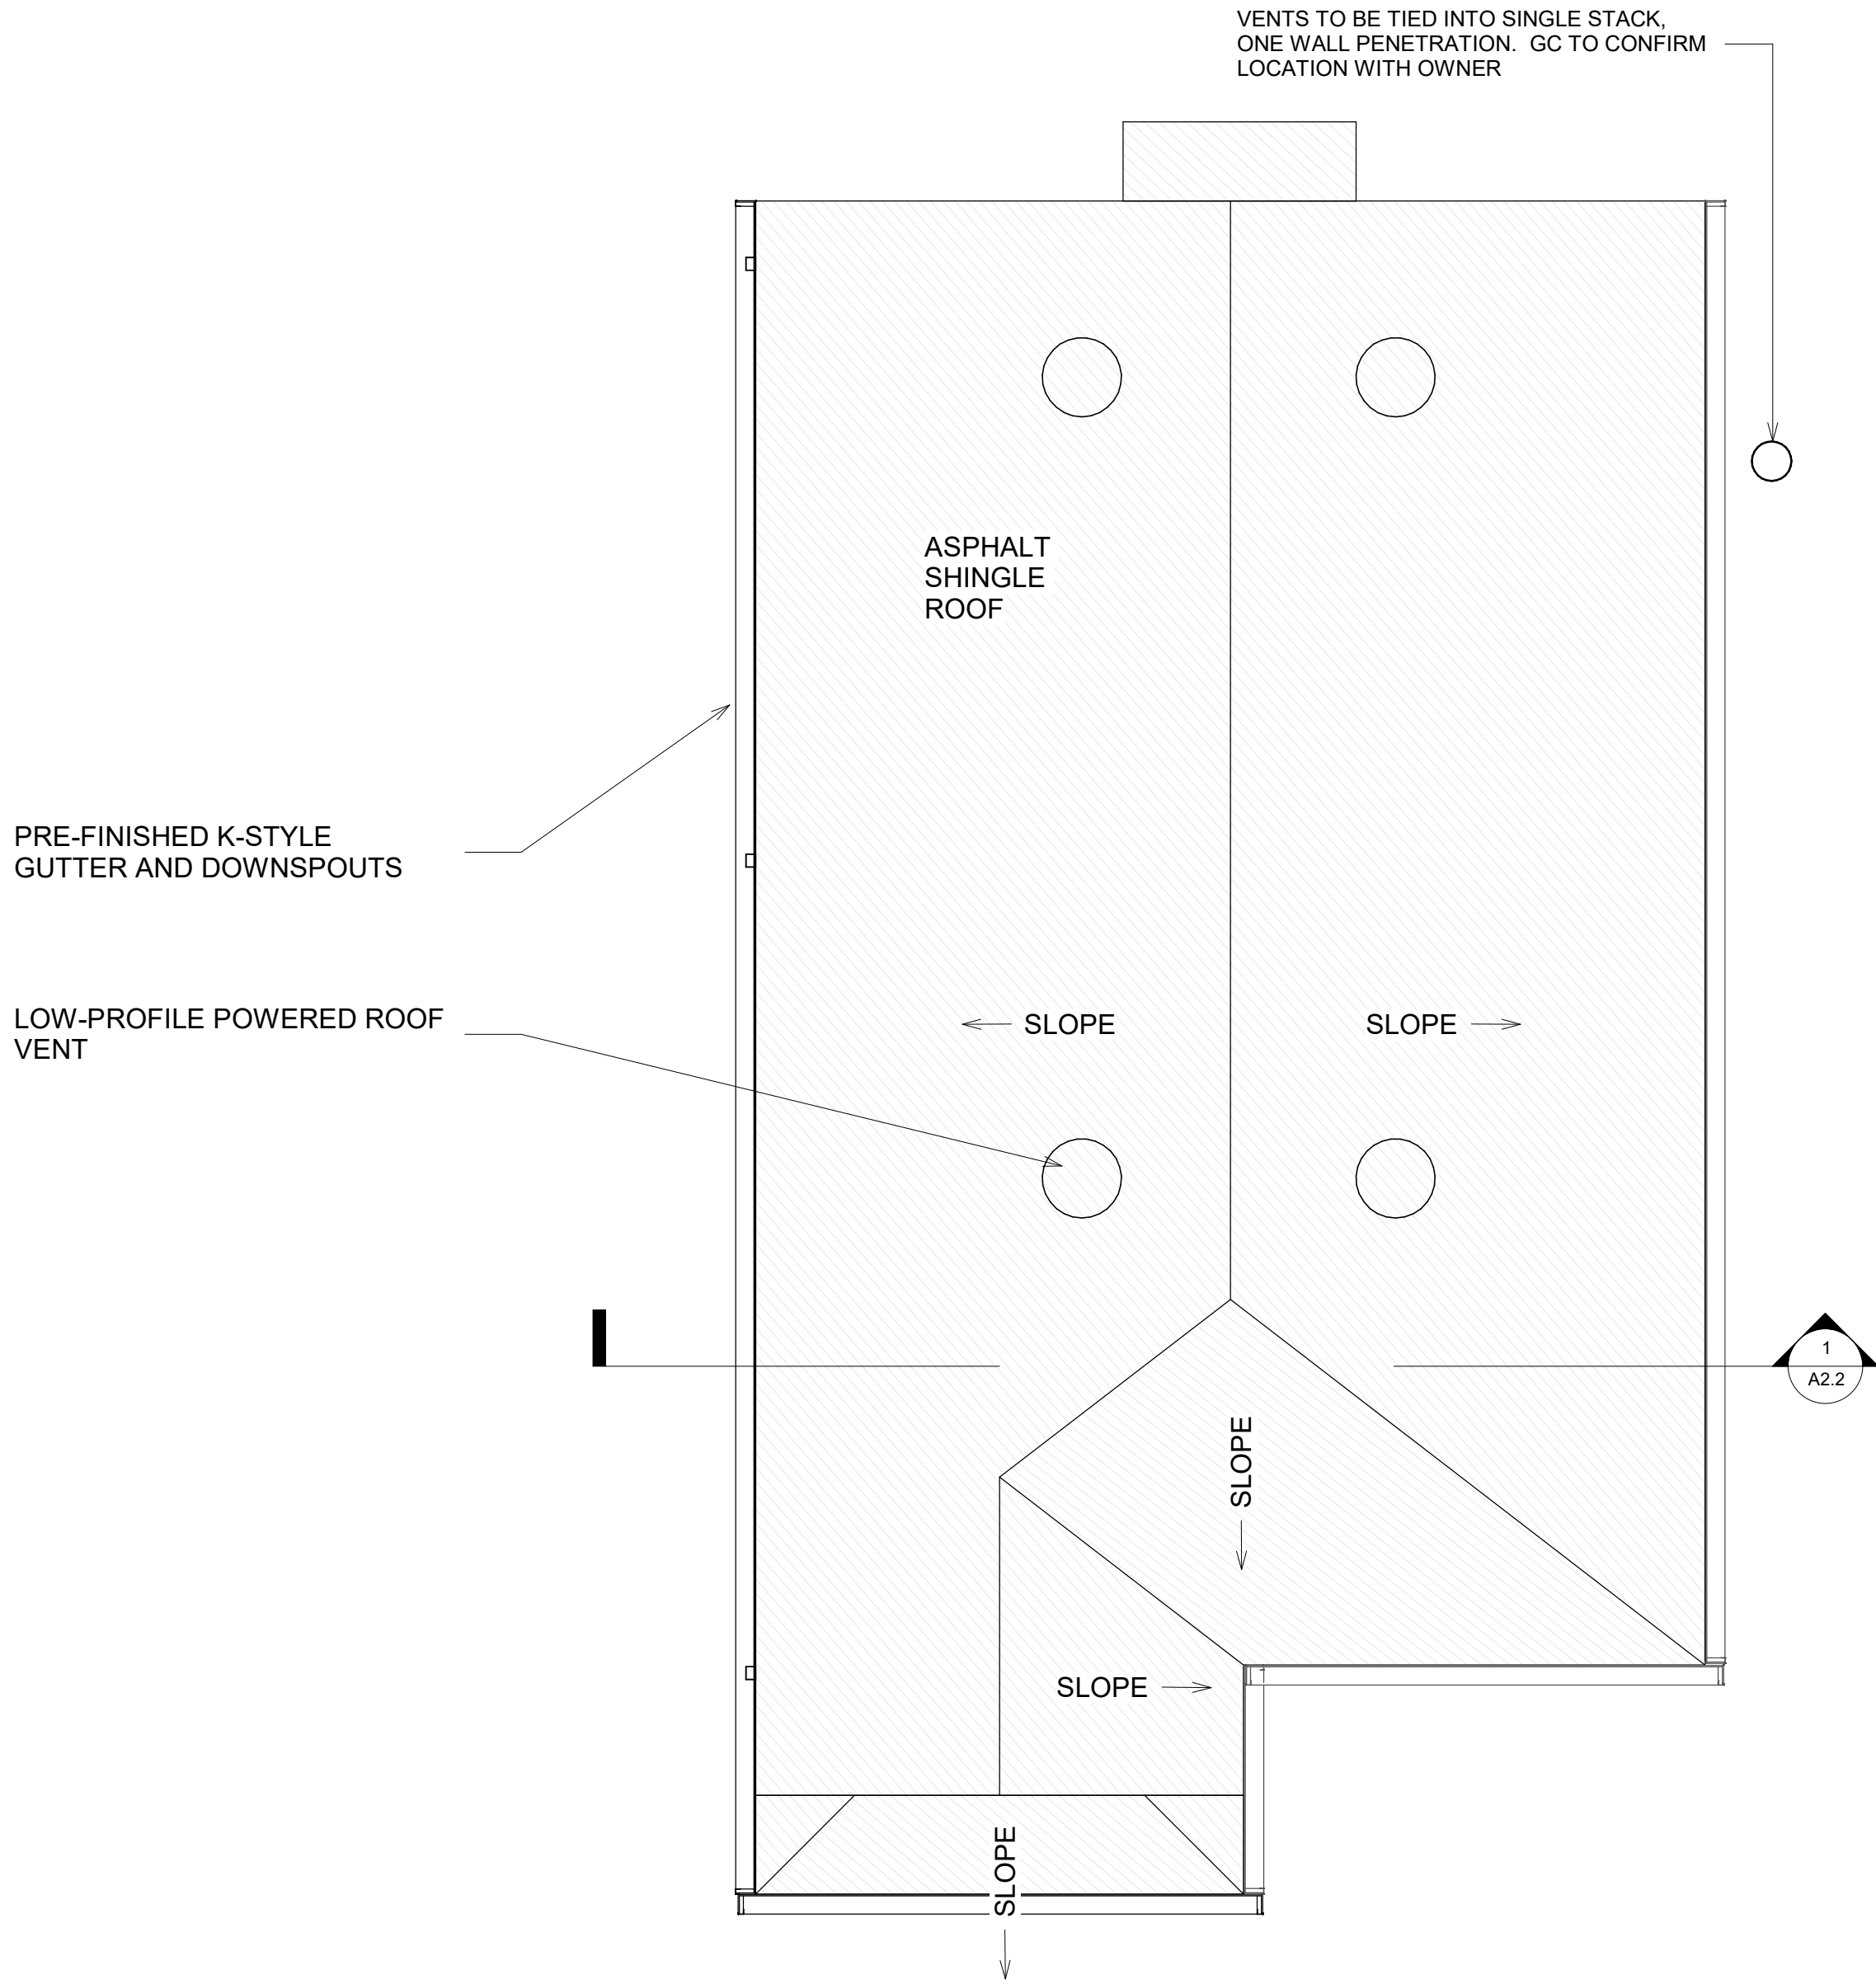 VENTS TO BE TIED INTO SINGLE STACK,
ONE WALL PENETRATION.  GC TO CONFIRM
LOCATION WITH OWNER
ASPHALT
SHINGLE
ROOF
PRE-FINISHED K-STYLE
GUTTER AND DOWNSPOUTS
LOW-PROFILE POWERED ROOF
VENT
SLOPE
SLOPE
1
A2.2
SLOPE
SLOPE
SLOPE